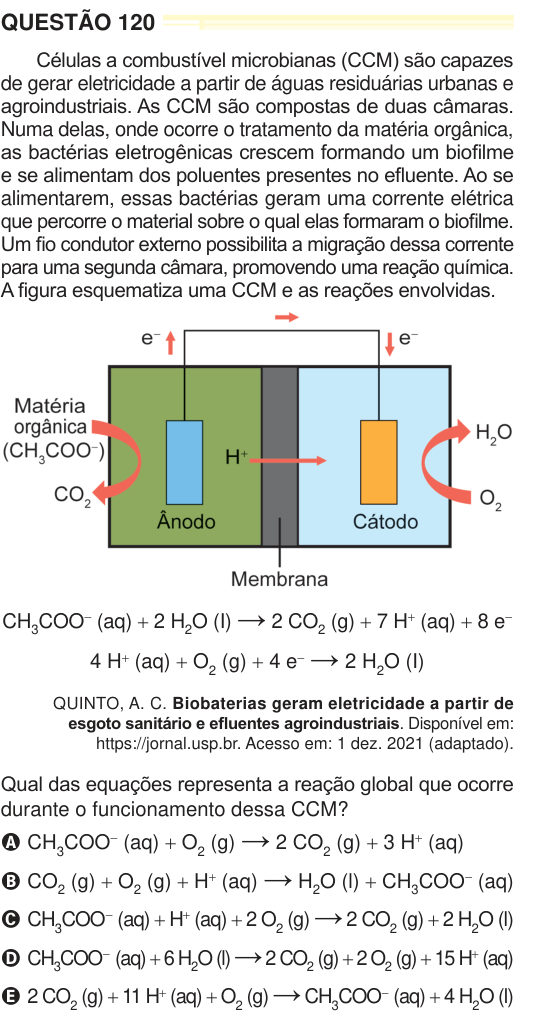 QUESTÃO 120
Células a combustível microbianas (CCM) são capazes
de gerar eletricidade a partir de águas residuárias urbanas e
agroindustriais. As CCM são compostas de duas câmaras.
Numa delas, onde ocorre o tratamento da matéria orgânica,
as bactérias eletrogênicas crescem formando um biofilme
e se alimentam dos poluentes presentes no efluente. Ao se
alimentarem, essas bactérias geram uma corrente elétrica
que percorre o material sobre o qual elas formaram o biofilme.
Um fio condutor externo possibilita a migração dessa corrente
para uma segunda câmara, promovendo uma reação química.
A figura esquematiza uma CCM e as reações envolvidas.
e⁻
e⁻
Matéria
orgânica
(CH₃COO⁻)
CO₂
H⁺
H₂O
O₂
Ânodo
Cátodo
Membrana
CH₃COO⁻ (aq) + 2 H₂O (l) → 2 CO₂ (g) + 7 H⁺ (aq) + 8 e⁻
4 H⁺ (aq) + O₂ (g) + 4 e⁻ → 2 H₂O (l)
QUINTO, A. C. Biobaterias geram eletricidade a partir de
esgoto sanitário e efluentes agroindustriais. Disponível em:
https://jornal.usp.br. Acesso em: 1 dez. 2021 (adaptado).
Qual das equações representa a reação global que ocorre
durante o funcionamento dessa CCM?
A CH₃COO⁻ (aq) + O₂ (g) → 2 CO₂ (g) + 3 H⁺ (aq)
B CO₂ (g) + O₂ (g) + H⁺ (aq) → H₂O (l) + CH₃COO⁻ (aq)
C CH₃COO⁻ (aq) + H⁺ (aq) + 2 O₂ (g) → 2 CO₂ (g) + 2 H₂O (l)
D CH₃COO⁻ (aq) + 6 H₂O (l) → 2 CO₂ (g) + 2 O₂ (g) + 15 H⁺ (aq)
E 2 CO₂ (g) + 11 H⁺ (aq) + O₂ (g) → CH₃COO⁻ (aq) + 4 H₂O (l)